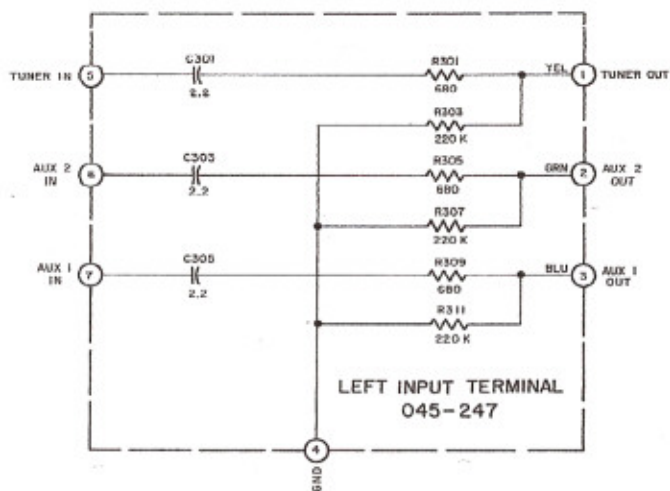 C301
R301
YEL
TUNER IN 5 1 TUNER OUT
2.2
680
R303
220 K
AUX 2
IN
6
C303
2.2
R305
680
GRN
2
AUX 2
OUT
R307
220 K
AUX 1
IN
7
C305
2.2
R309
680
BLU
3
AUX 1
OUT
R311
220 K
LEFT INPUT TERMINAL
045-247
4
GND